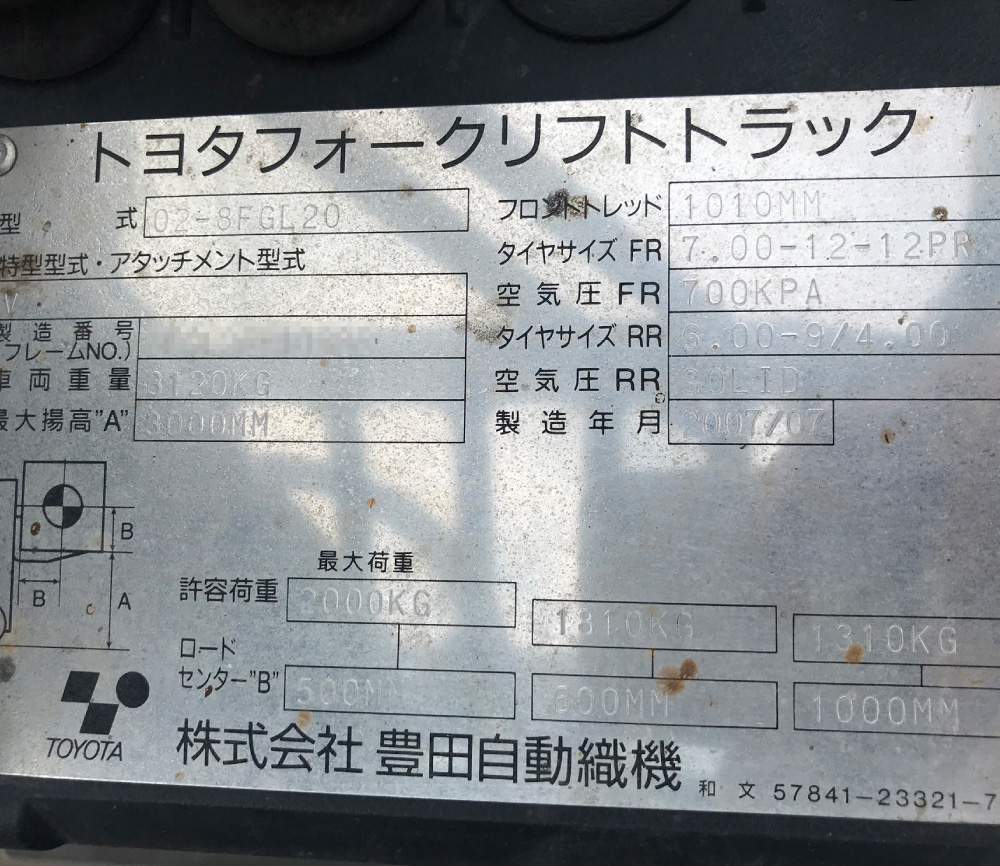 トヨタフォークリフトトラック
型 式 02-8FGL20
特型型式・アタッチメント型式
V
製造番号
フレームNO.)
車両重量 3120KG
最大揚高"A" 3000MM
フロントトレッド 1010MM
タイヤサイズ FR 7.00-12-12PR
空気圧FR 700KPA
タイヤサイズ RR 6.00-9/4.00
空気圧RR SOLID
製造年月 2007/07
B
B
A
最大荷重
許容荷重 2000KG 1810KG 1310KG
ロード
センター"B" 500MM 600MM 1000MM
TOYOTA
株式会社 豊田自動織機
和文 57841-23321-7